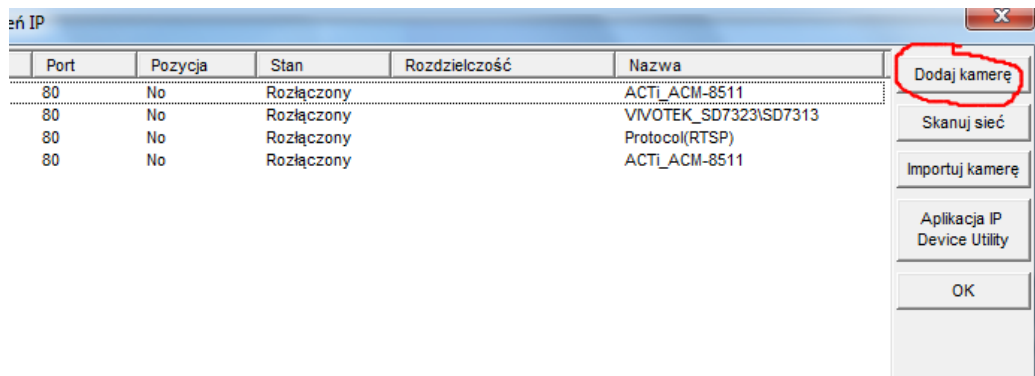 eń IP
Port Pozycja Stan Rozdzielczość Nazwa
80 No Rozłączony ACTi_ACM-8511
80 No Rozłączony VIVOTEK_SD7323\SD7313
80 No Rozłączony Protocol(RTSP)
80 No Rozłączony ACTi_ACM-8511
Dodaj kamerę
Skanuj sieć
Importuj kamerę
Aplikacja IP
Device Utility
OK